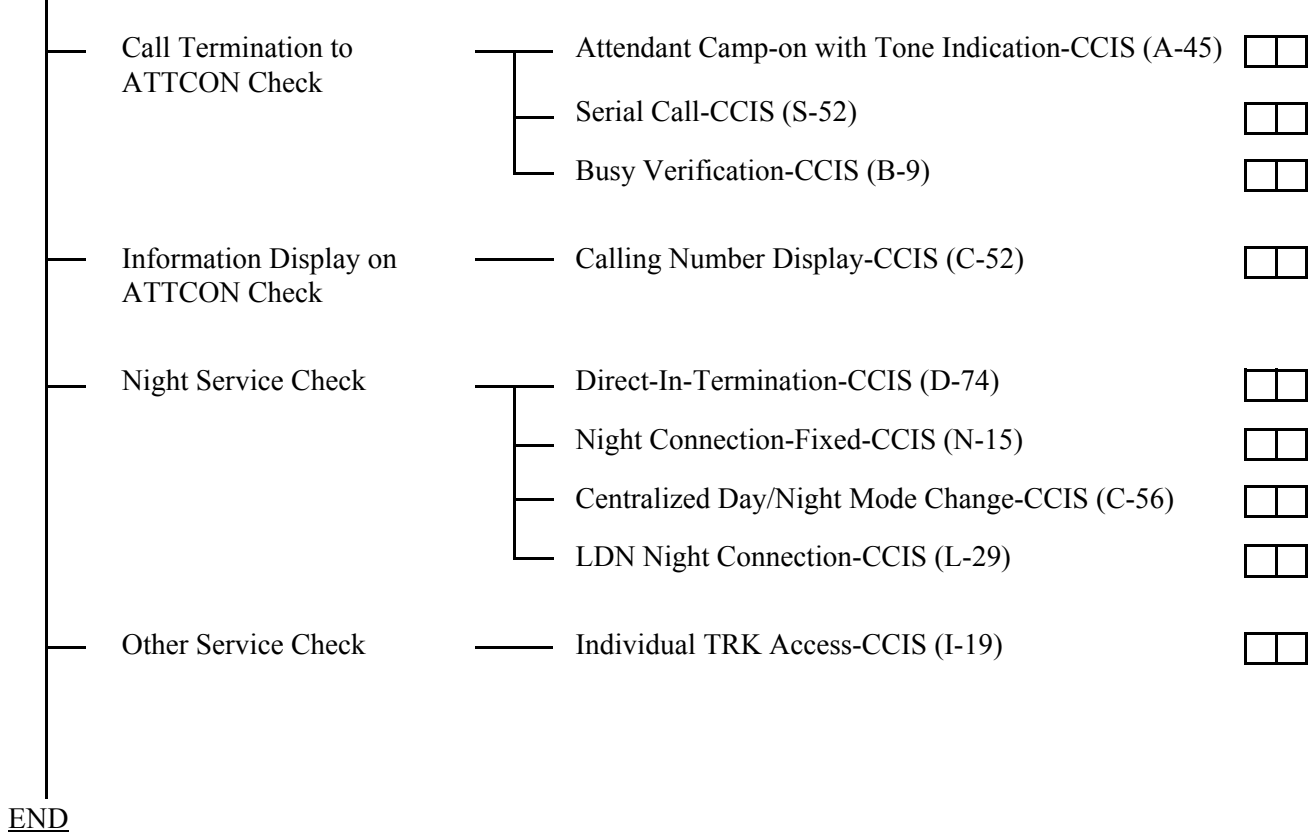 Call Termination to
ATTCON Check
Attendant Camp-on with Tone Indication-CCIS (A-45)
Serial Call-CCIS (S-52)
Busy Verification-CCIS (B-9)
Information Display on
ATTCON Check
Calling Number Display-CCIS (C-52)
Night Service Check
Direct-In-Termination-CCIS (D-74)
Night Connection-Fixed-CCIS (N-15)
Centralized Day/Night Mode Change-CCIS (C-56)
LDN Night Connection-CCIS (L-29)
Other Service Check
Individual TRK Access-CCIS (I-19)
END